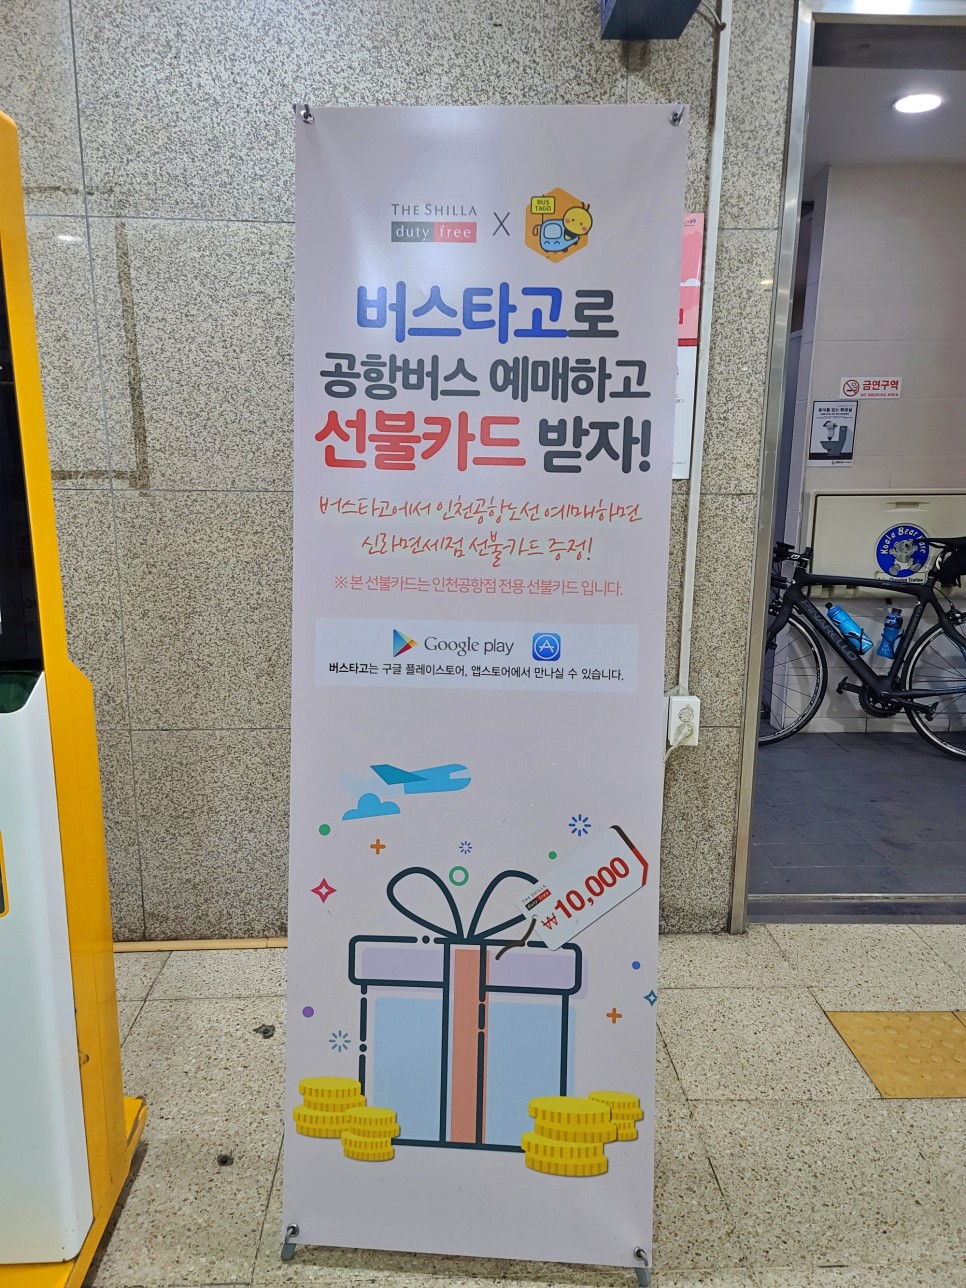 THE SHILLA
duty free
X
BUS
TAGO
버스타고로
공항버스 예매하고
선불카드 받자!
버스타고에서 인천공항노선 예매하면
신라면세점 선불카드 증정!
※ 본 선불카드는 인천공항점 전용 선불카드 입니다.
Google play
버스타고는 구글 플레이스토어, 앱스토어에서 만나실 수 있습니다.
THE SHILLA
duty free
₩10,000
금연구역
NO SMOKING AREA
Koala Bear Care